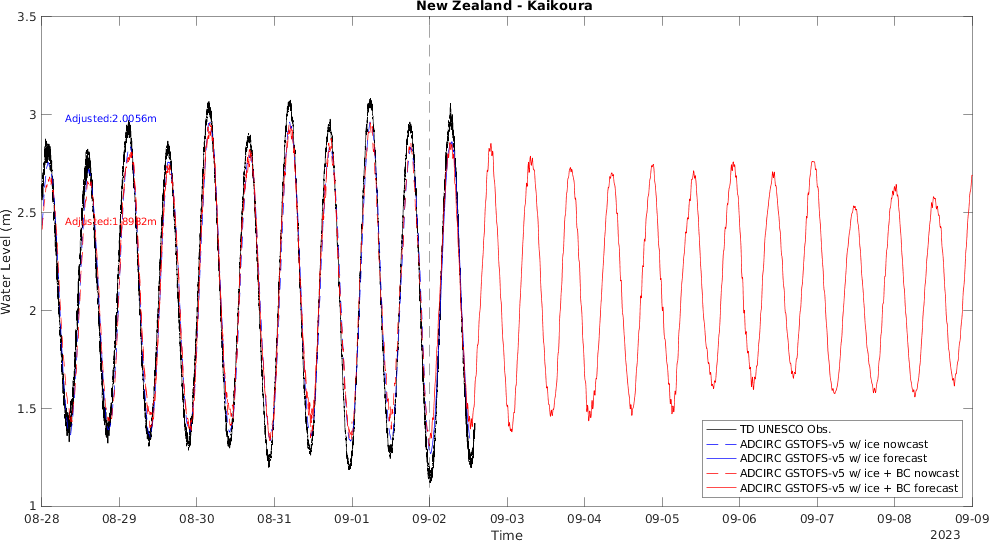 New Zealand - Kaikoura
3.5
3
2.5
2
1.5
1
Water Level (m)
Adjusted:2.0056m
Adjusted:1.8982m
TD UNESCO Obs.
ADCIRC GSTOFS-v5 w/ ice nowcast
ADCIRC GSTOFS-v5 w/ ice forecast
ADCIRC GSTOFS-v5 w/ ice + BC nowcast
ADCIRC GSTOFS-v5 w/ ice + BC forecast
08-28 08-29 08-30 08-31 09-01 09-02 09-03 09-04 09-05 09-06 09-07 09-08 09-09
Time
2023